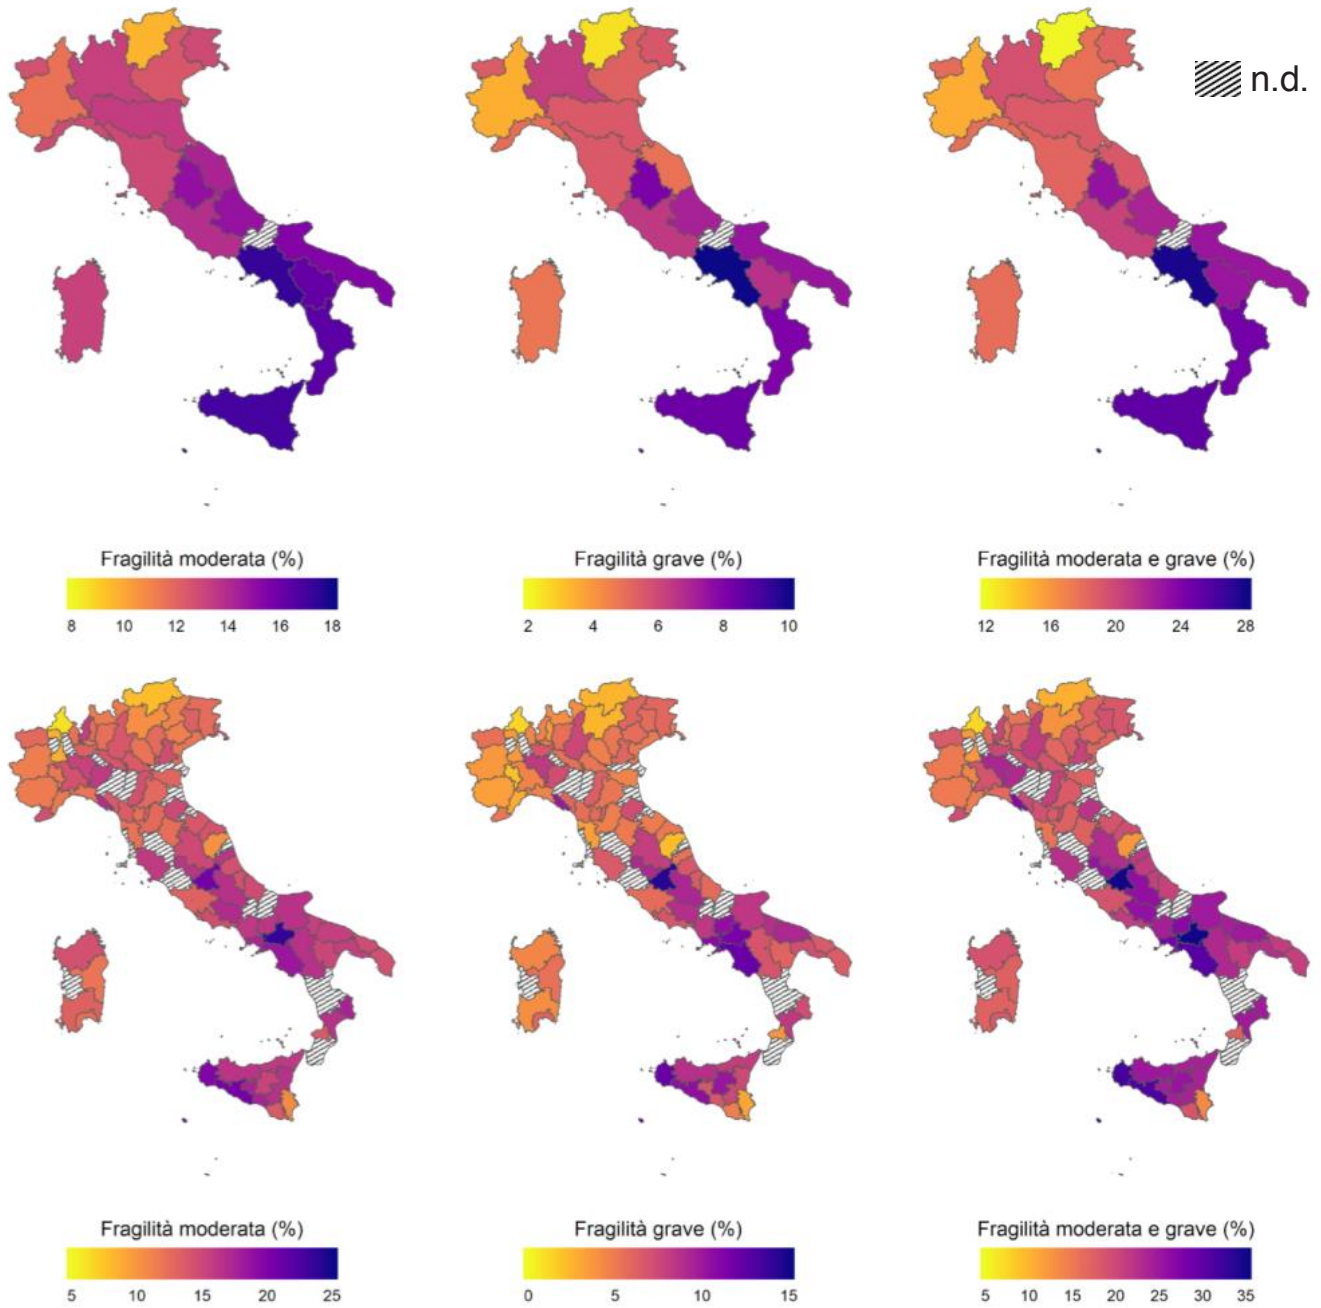 n.d.
Fragilità moderata (%)
8 10 12 14 16 18
Fragilità grave (%)
2 4 6 8 10
Fragilità moderata e grave (%)
12 16 20 24 28
Fragilità moderata (%)
5 10 15 20 25
Fragilità grave (%)
0 5 10 15
Fragilità moderata e grave (%)
5 10 15 20 25 30 35